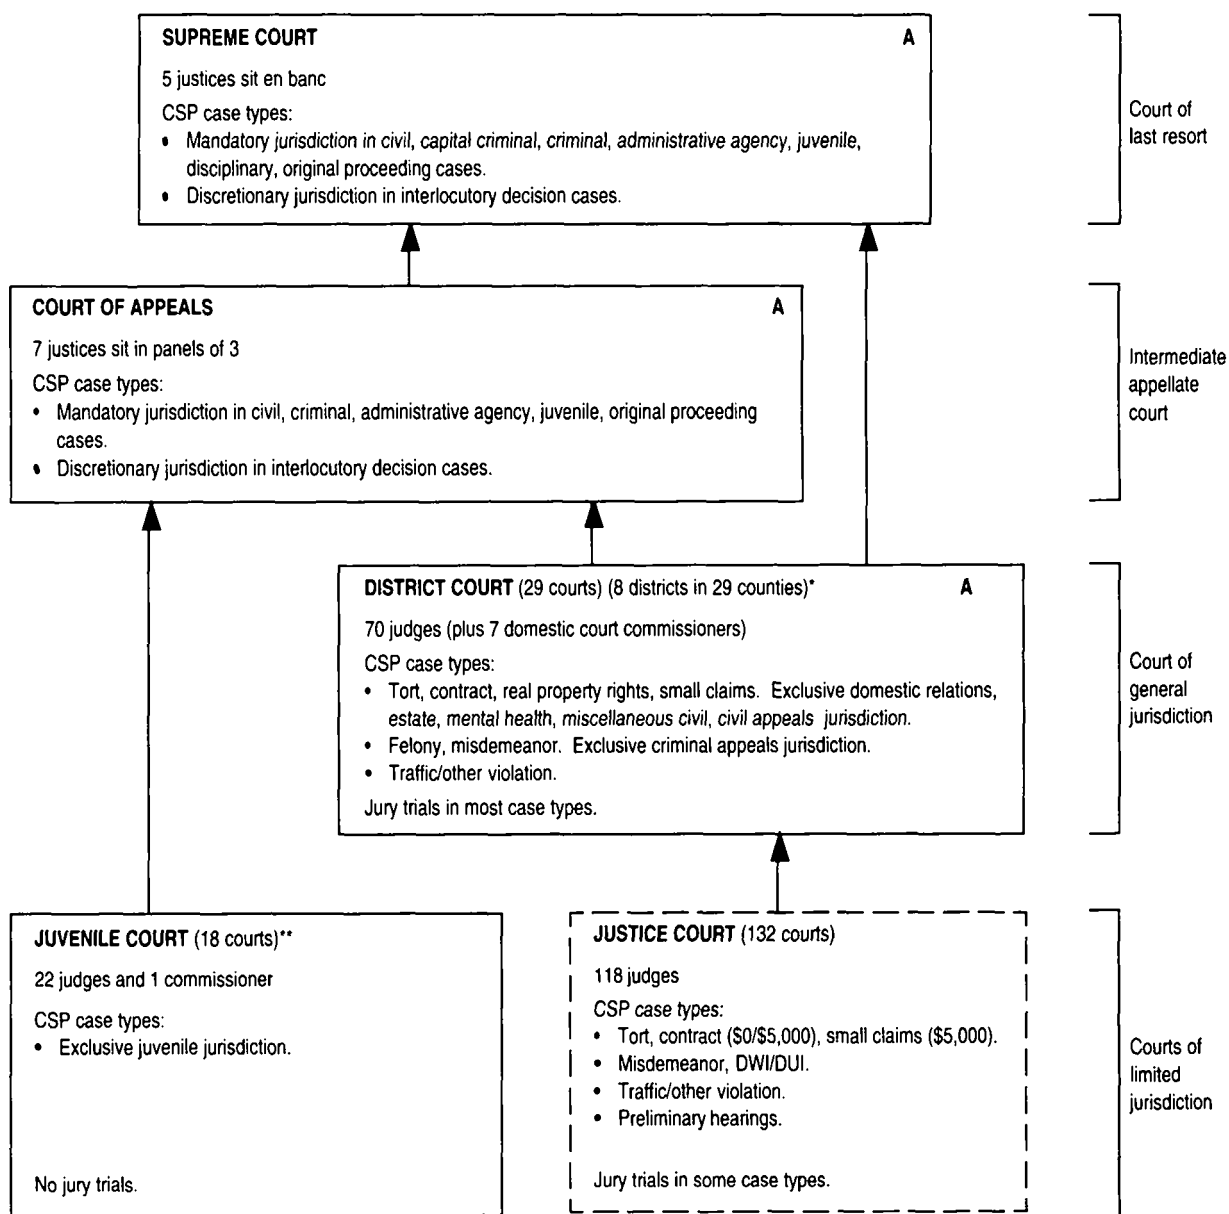 SUPREME COURT A
5 justices sit en banc
CSP case types:
• Mandatory jurisdiction in civil, capital criminal, criminal, administrative agency, juvenile,
disciplinary, original proceeding cases.
• Discretionary jurisdiction in interlocutory decision cases.
Court of
last resort
COURT OF APPEALS A
7 justices sit in panels of 3
CSP case types:
• Mandatory jurisdiction in civil, criminal, administrative agency, juvenile, original proceeding
cases.
• Discretionary jurisdiction in interlocutory decision cases.
Intermediate
appellate
court
DISTRICT COURT (29 courts) (8 districts in 29 counties)* A
70 judges (plus 7 domestic court commissioners)
CSP case types:
• Tort, contract, real property rights, small claims. Exclusive domestic relations,
estate, mental health, miscellaneous civil, civil appeals jurisdiction.
• Felony, misdemeanor. Exclusive criminal appeals jurisdiction.
• Traffic/other violation.
Jury trials in most case types.
Court of
general
jurisdiction
JUVENILE COURT (18 courts)**
22 judges and 1 commissioner
CSP case types:
• Exclusive juvenile jurisdiction.
No jury trials.
JUSTICE COURT (132 courts)
118 judges
CSP case types:
• Tort, contract ($0/$5,000), small claims ($5,000).
• Misdemeanor, DWI/DUI.
• Traffic/other violation.
• Preliminary hearings.
Jury trials in some case types.
Courts of
limited
jurisdiction